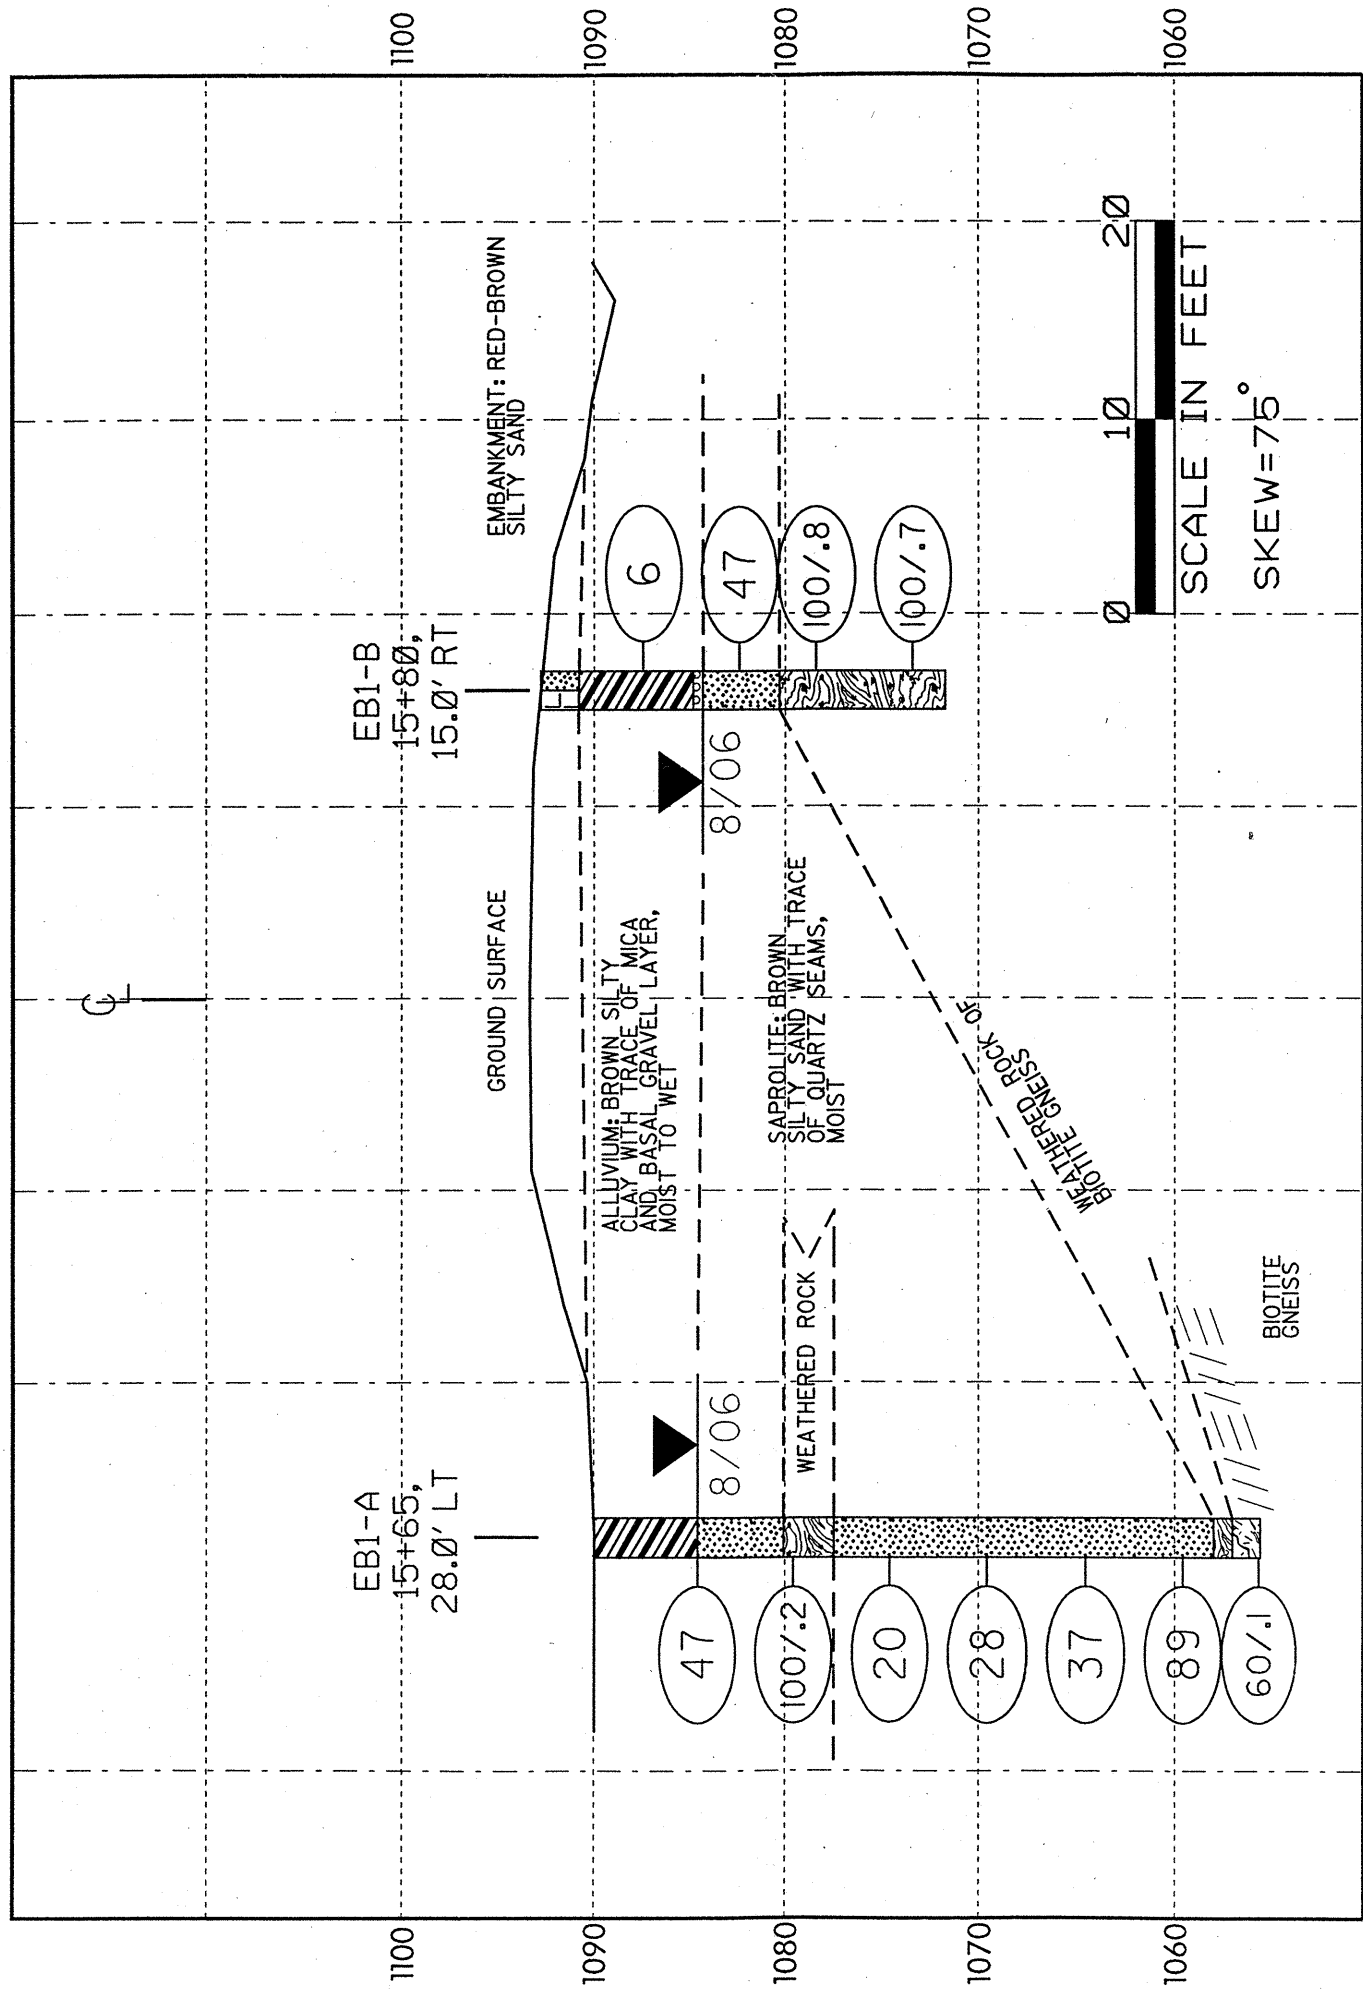 ℄
EB1-A
15+65,
28.0' LT
EB1-B
15+80,
15.0' RT
1100
1100
GROUND SURFACE
EMBANKMENT: RED-BROWN
SILTY SAND
1090
1090
ALLUVIUM: BROWN SILTY
CLAY WITH TRACE OF MICA
AND BASAL GRAVEL LAYER,
MOIST TO WET
6
47
8/06
8/06
47
1080
1080
SAPROLITE: BROWN
SILTY SAND WITH TRACE
OF QUARTZ SEAMS,
MOIST
100/.2
WEATHERED ROCK
100/.8
20
100/.7
1070
1070
28
WEATHERED ROCK OF
BIOTITE GNEISS
37
89
1060
1060
60/.1
BIOTITE
GNEISS
0 10 20
SCALE IN FEET
SKEW=75°